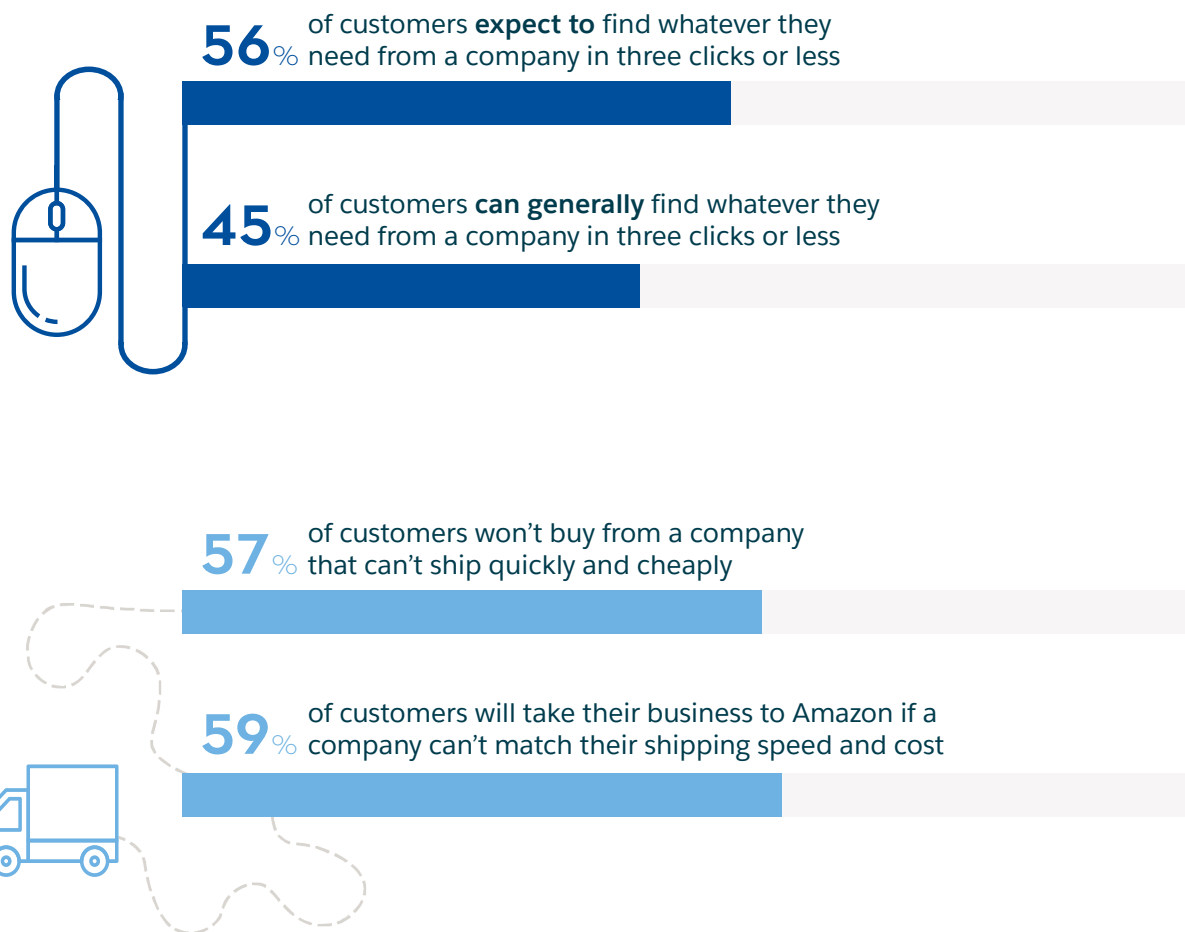 56% of customers expect to find whatever they
need from a company in three clicks or less
45% of customers can generally find whatever they
need from a company in three clicks or less
57% of customers won’t buy from a company
that can’t ship quickly and cheaply
59% of customers will take their business to Amazon if a
company can’t match their shipping speed and cost